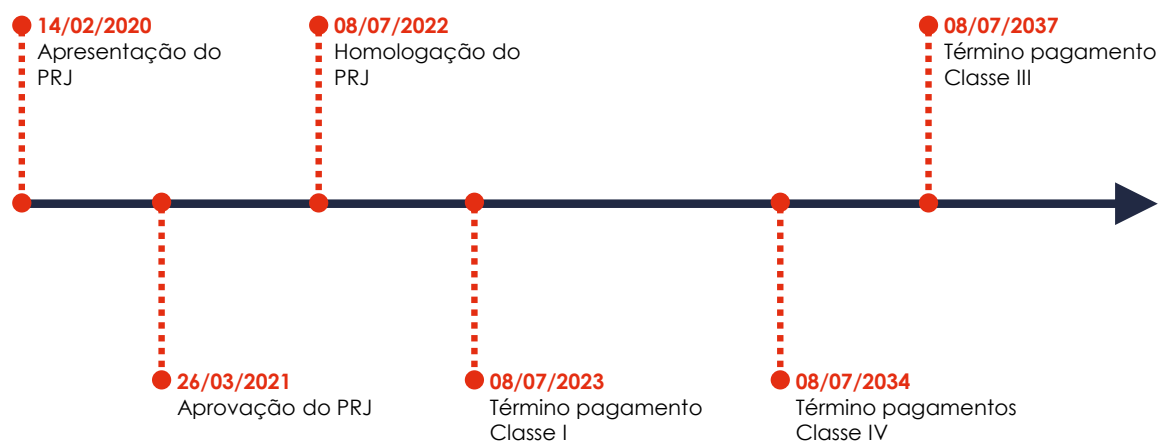 14/02/2020
Apresentação do
PRJ
08/07/2022
Homologação do
PRJ
08/07/2037
Término pagamento
Classe III
26/03/2021
Aprovação do PRJ
08/07/2023
Término pagamento
Classe I
08/07/2034
Término pagamentos
Classe IV